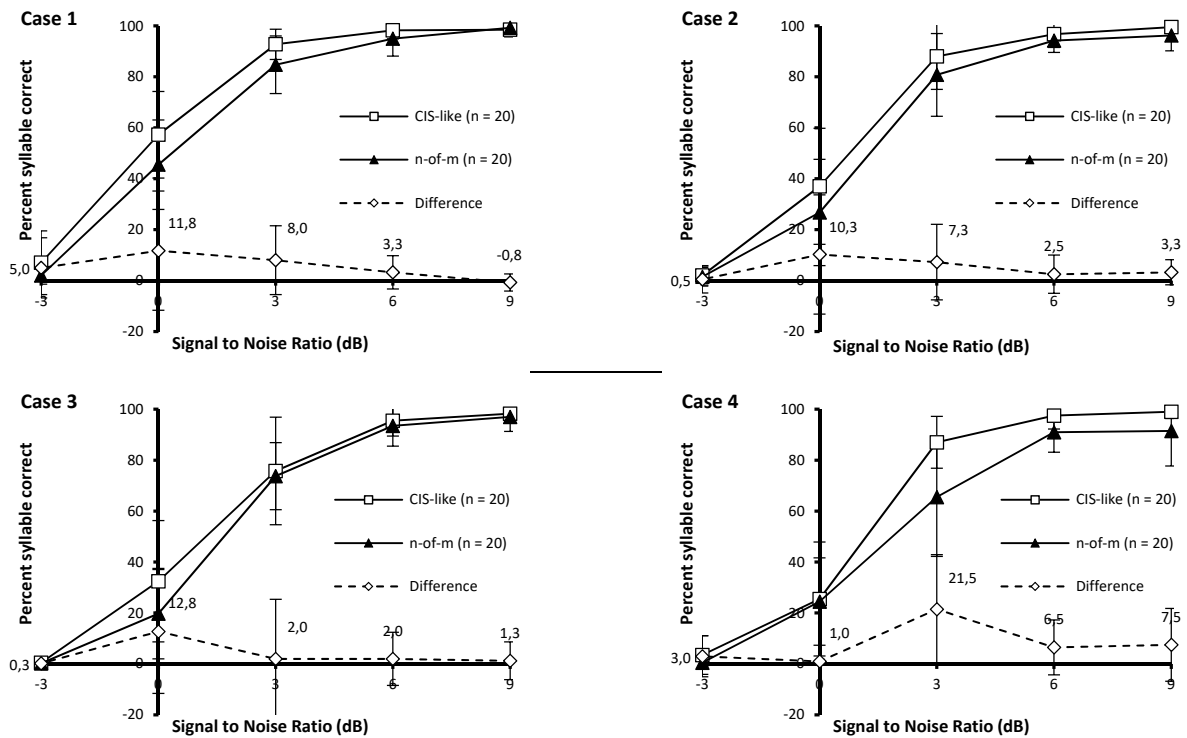 Case 1
Percent syllable correct
100
80
60
40
20
0
-20
-3
0
3
6
9
Signal to Noise Ratio (dB)
CIS-like (n = 20)
n-of-m (n = 20)
Difference
5,0
11,8
8,0
3,3
-0,8
Case 2
Percent syllable correct
100
80
60
40
20
0
-20
-3
0
3
6
9
Signal to Noise Ratio (dB)
CIS-like (n = 20)
n-of-m (n = 20)
Difference
0,5
10,3
7,3
2,5
3,3
Case 3
Percent syllable correct
100
80
60
40
20
0
-20
-3
0
3
6
9
Signal to Noise Ratio (dB)
CIS-like (n = 20)
n-of-m (n = 20)
Difference
0,3
12,8
2,0
2,0
1,3
Case 4
Percent syllable correct
100
80
60
40
20
0
-20
-3
0
3
6
9
Signal to Noise Ratio (dB)
CIS-like (n = 20)
n-of-m (n = 20)
Difference
3,0
1,0
21,5
6,5
7,5